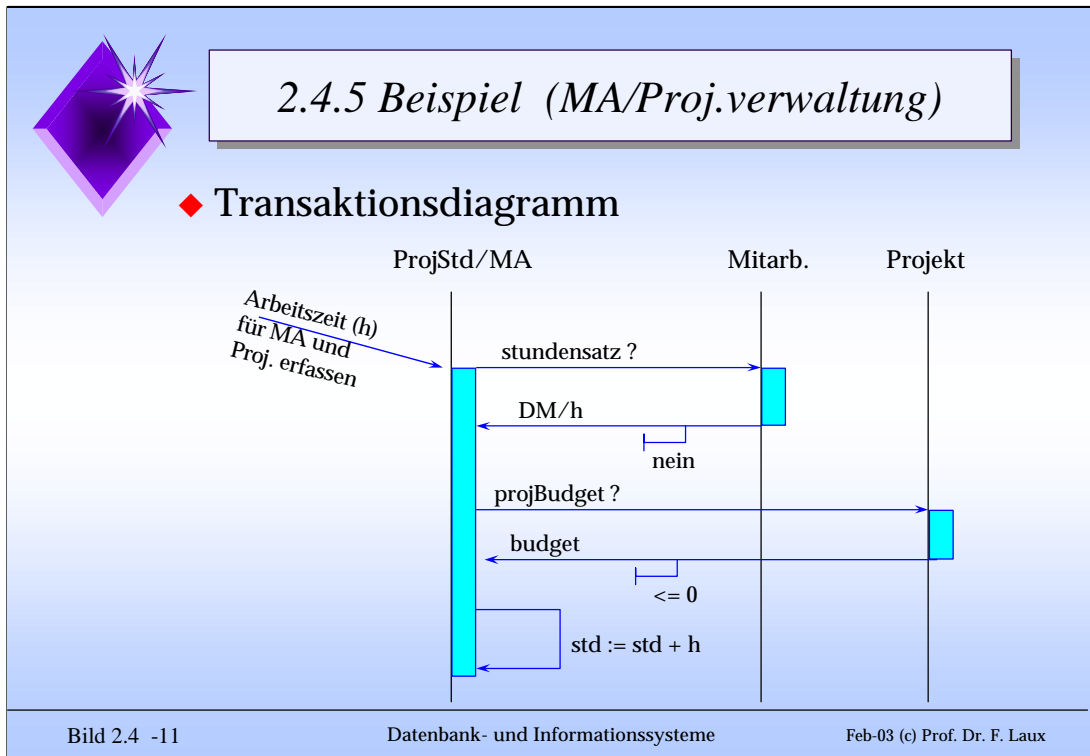 2.4.5 Beispiel (MA/Proj.verwaltung)
Transaktionsdiagramm
ProjStd/MA
Mitarb.
Projekt
Arbeitszeit (h)
für MA und
Proj. erfassen
stundensatz ?
DM/h
nein
projBudget ?
budget
<= 0
std := std + h
Bild 2.4 -11
Datenbank- und Informationssysteme
Feb-03 (c) Prof. Dr. F. Laux